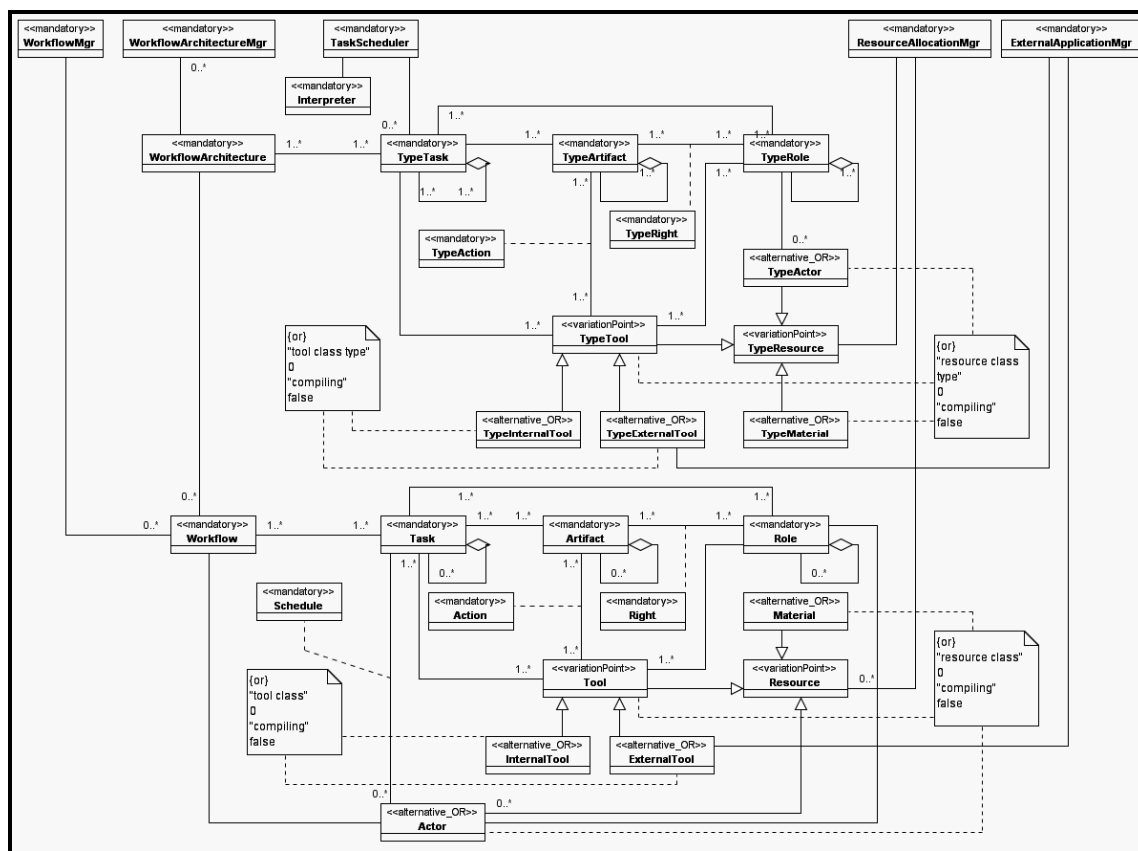 <<mandatory>>
WorkflowMgr
<<mandatory>>
WorkflowArchitectureMgr
<<mandatory>>
TaskScheduler
<<mandatory>>
ResourceAllocationMgr
<<mandatory>>
ExternalApplicationMgr
0..*
<<mandatory>>
Interpreter
0..*
1..*
1..*
<<mandatory>>
WorkflowArchitecture
1..*
1..*
<<mandatory>>
TypeTask
1..*
1..*
<<mandatory>>
TypeArtifact
1..*
1..*
1..*
<<mandatory>>
TypeRole
1..*
1..*
1..*
1..*
1..*
1..*
1..*
<<mandatory>>
TypeRight
<<mandatory>>
TypeAction
0..*
<<alternative_OR>>
TypeActor
1..*
1..*
1..*
<<variationPoint>>
TypeTool
<<variationPoint>>
TypeResource
{or}
"tool class type"
[]
"compiling"
false
{or}
"resource class
type"
[]
"compiling"
false
<<alternative_OR>>
TypeInternalTool
<<alternative_OR>>
TypeExternalTool
<<alternative_OR>>
TypeMaterial
0..*
1..*
1..*
0..*
<<mandatory>>
Workflow
1..*
1..*
<<mandatory>>
Task
1..*
1..*
<<mandatory>>
Artifact
1..*
1..*
<<mandatory>>
Role
1..*
1..*
0..*
1..*
0..*
0..*
<<mandatory>>
Schedule
<<mandatory>>
Action
<<mandatory>>
Right
<<alternative_OR>>
Material
1..*
1..*
1..*
<<variationPoint>>
Tool
<<variationPoint>>
Resource
0..*
{or}
"tool class"
[]
"compiling"
false
{or}
"resource class"
[]
"compiling"
false
<<alternative_OR>>
InternalTool
<<alternative_OR>>
ExternalTool
0..*
0..*
<<alternative_OR>>
Actor